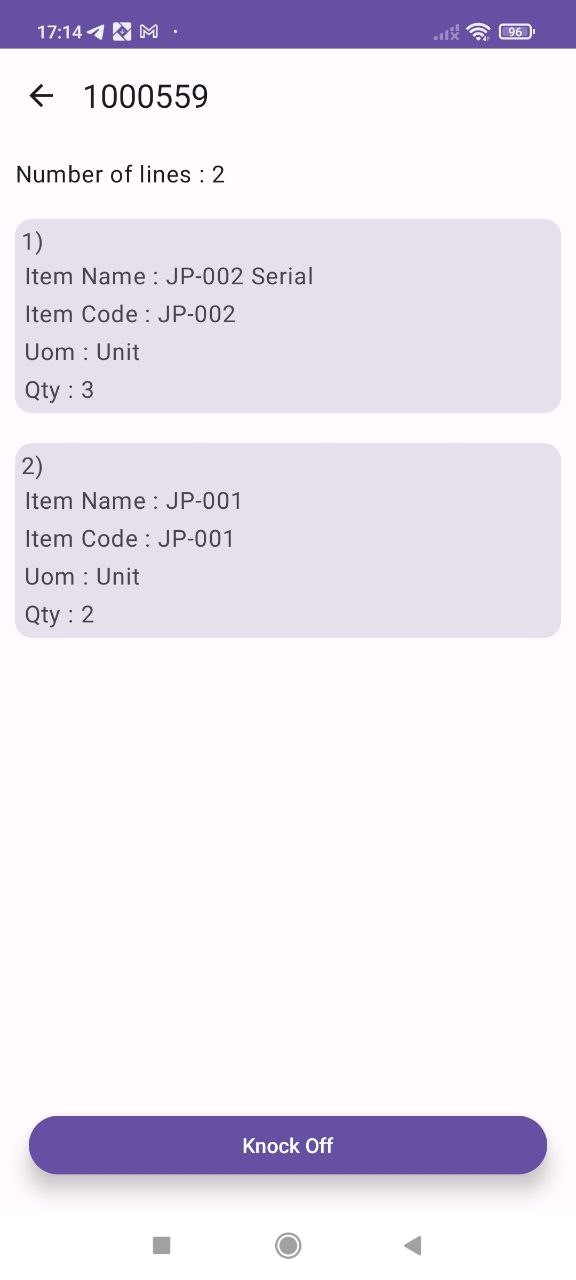 17:14
96
1000559
Number of lines : 2
1)
Item Name : JP-002 Serial
Item Code : JP-002
Uom : Unit
Qty : 3
2)
Item Name : JP-001
Item Code : JP-001
Uom : Unit
Qty : 2
Knock Off